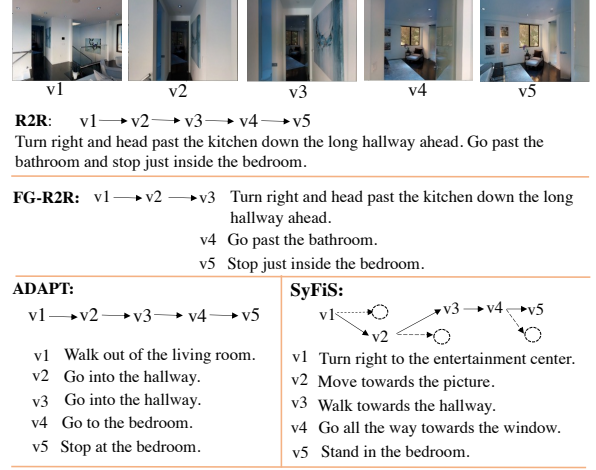 v1 v2 v3 v4 v5
R2R: v1 v2 v3 v4 v5
Turn right and head past the kitchen down the long hallway ahead. Go past the
bathroom and stop just inside the bedroom.
FG-R2R: v1 v2 v3 Turn right and head past the kitchen down the long
hallway ahead.
v4 Go past the bathroom.
v5 Stop just inside the bedroom.
ADAPT:
v1 v2 v3 v4 v5
v1 Walk out of the living room.
v2 Go into the hallway.
v3 Go into the hallway.
v4 Go to the bedroom.
v5 Stop at the bedroom.
SyFiS:
v1 v2 v3 v4 v5
v1 Turn right to the entertainment center.
v2 Move towards the picture.
v3 Walk towards the hallway.
v4 Go all the way towards the window.
v5 Stand in the bedroom.